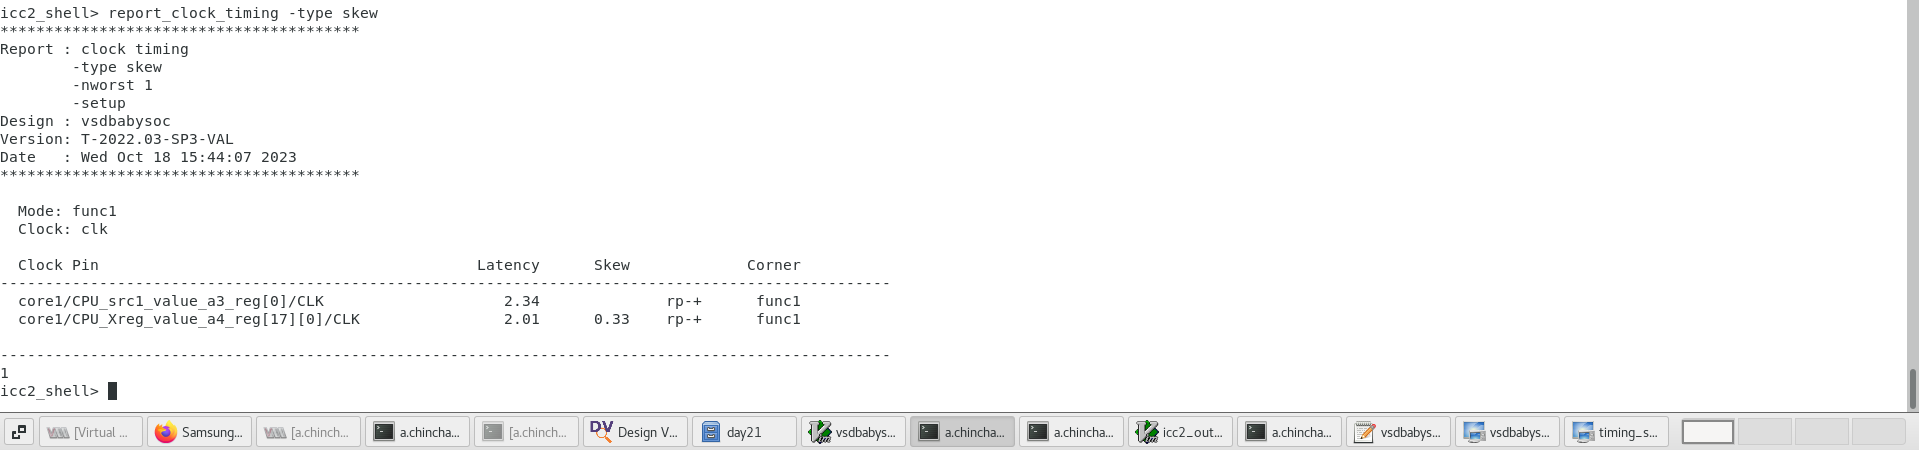 icc2_shell> report_clock_timing -type skew
****************************************
Report : clock timing
        -type skew
        -nworst 1
        -setup
Design : vsdbabysoc
Version: T-2022.03-SP3-VAL
Date   : Wed Oct 18 15:44:07 2023
****************************************

  Mode: func1
  Clock: clk

  Clock Pin                                          Latency      Skew             Corner
---------------------------------------------------------------------------------------------------
  core1/CPU_src1_value_a3_reg[0]/CLK                    2.34              rp-+      func1
  core1/CPU_Xreg_value_a4_reg[17][0]/CLK                2.01      0.33    rp-+      func1

---------------------------------------------------------------------------------------------------
1
icc2_shell>
[Virtual ... Samsung... [a.chinch... a.chincha... [a.chinch... Design V... day21 vsdbabys... a.chincha... a.chincha... icc2_out... a.chincha... vsdbabys... vsdbabys... timing_s...